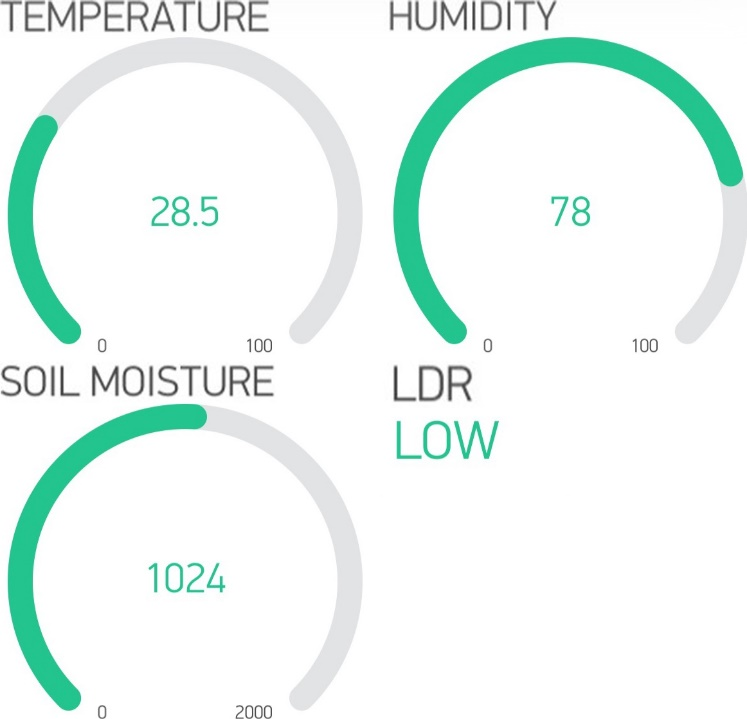 TEMPERATURE
28.5
0 100
HUMIDITY
78
0 100
SOIL MOISTURE
1024
0 2000
LDR
LOW